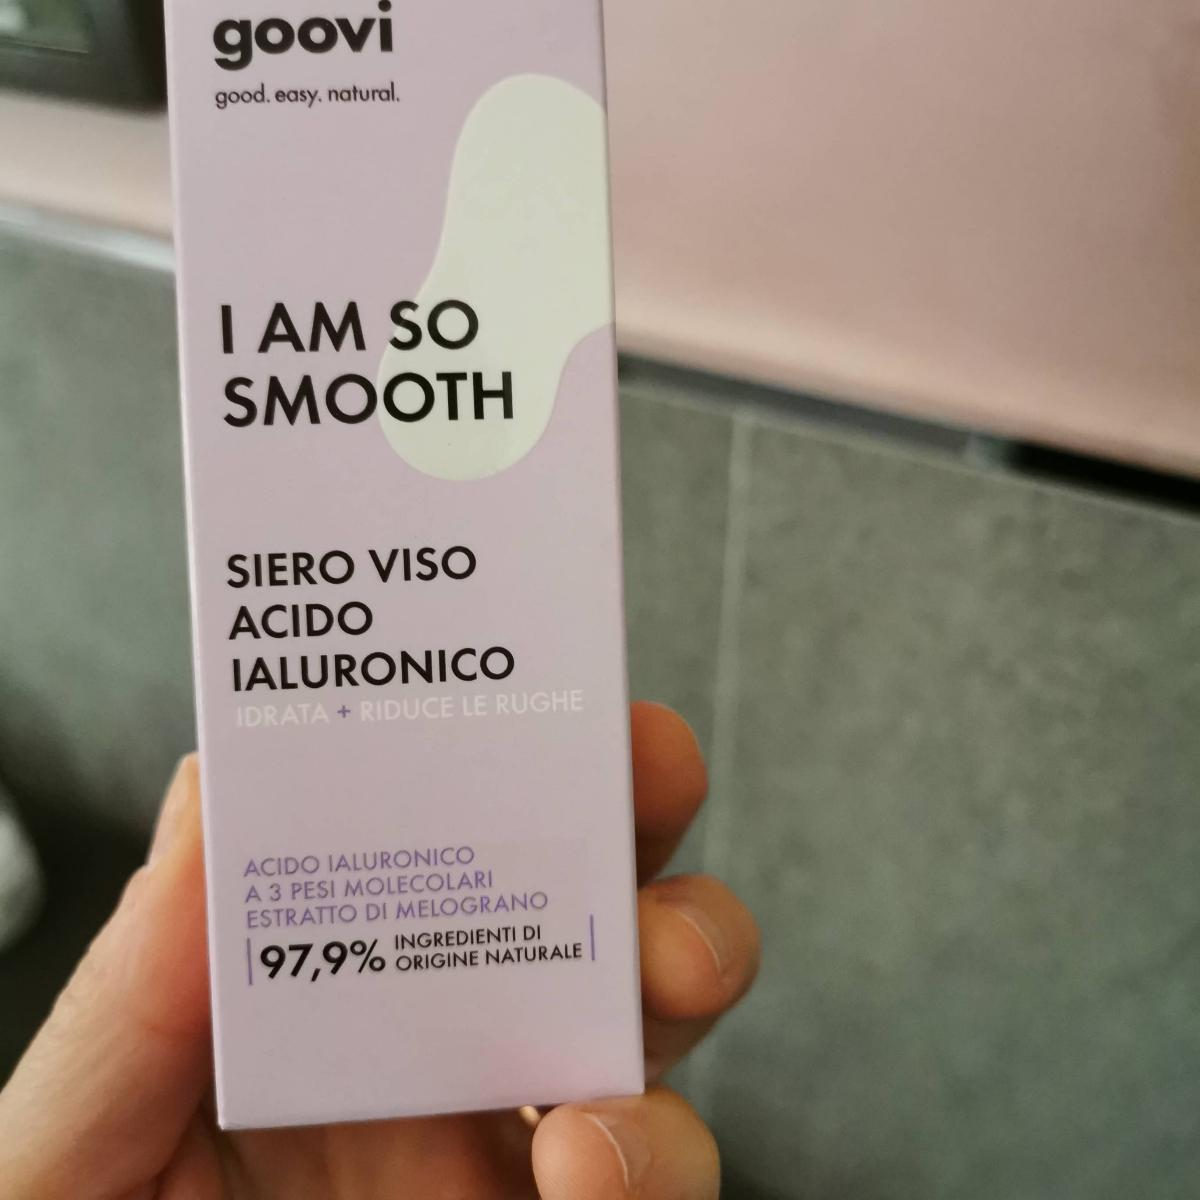 goovi
good. easy. natural.
I AM SO
SMOOTH
SIERO VISO
ACIDO
IALURONICO
IDRATA + RIDUCE LE RUGHE
ACIDO IALURONICO
A 3 PESI MOLECOLARI
ESTRATTO DI MELOGRANO
97,9% INGREDIENTI DI
ORIGINE NATURALE